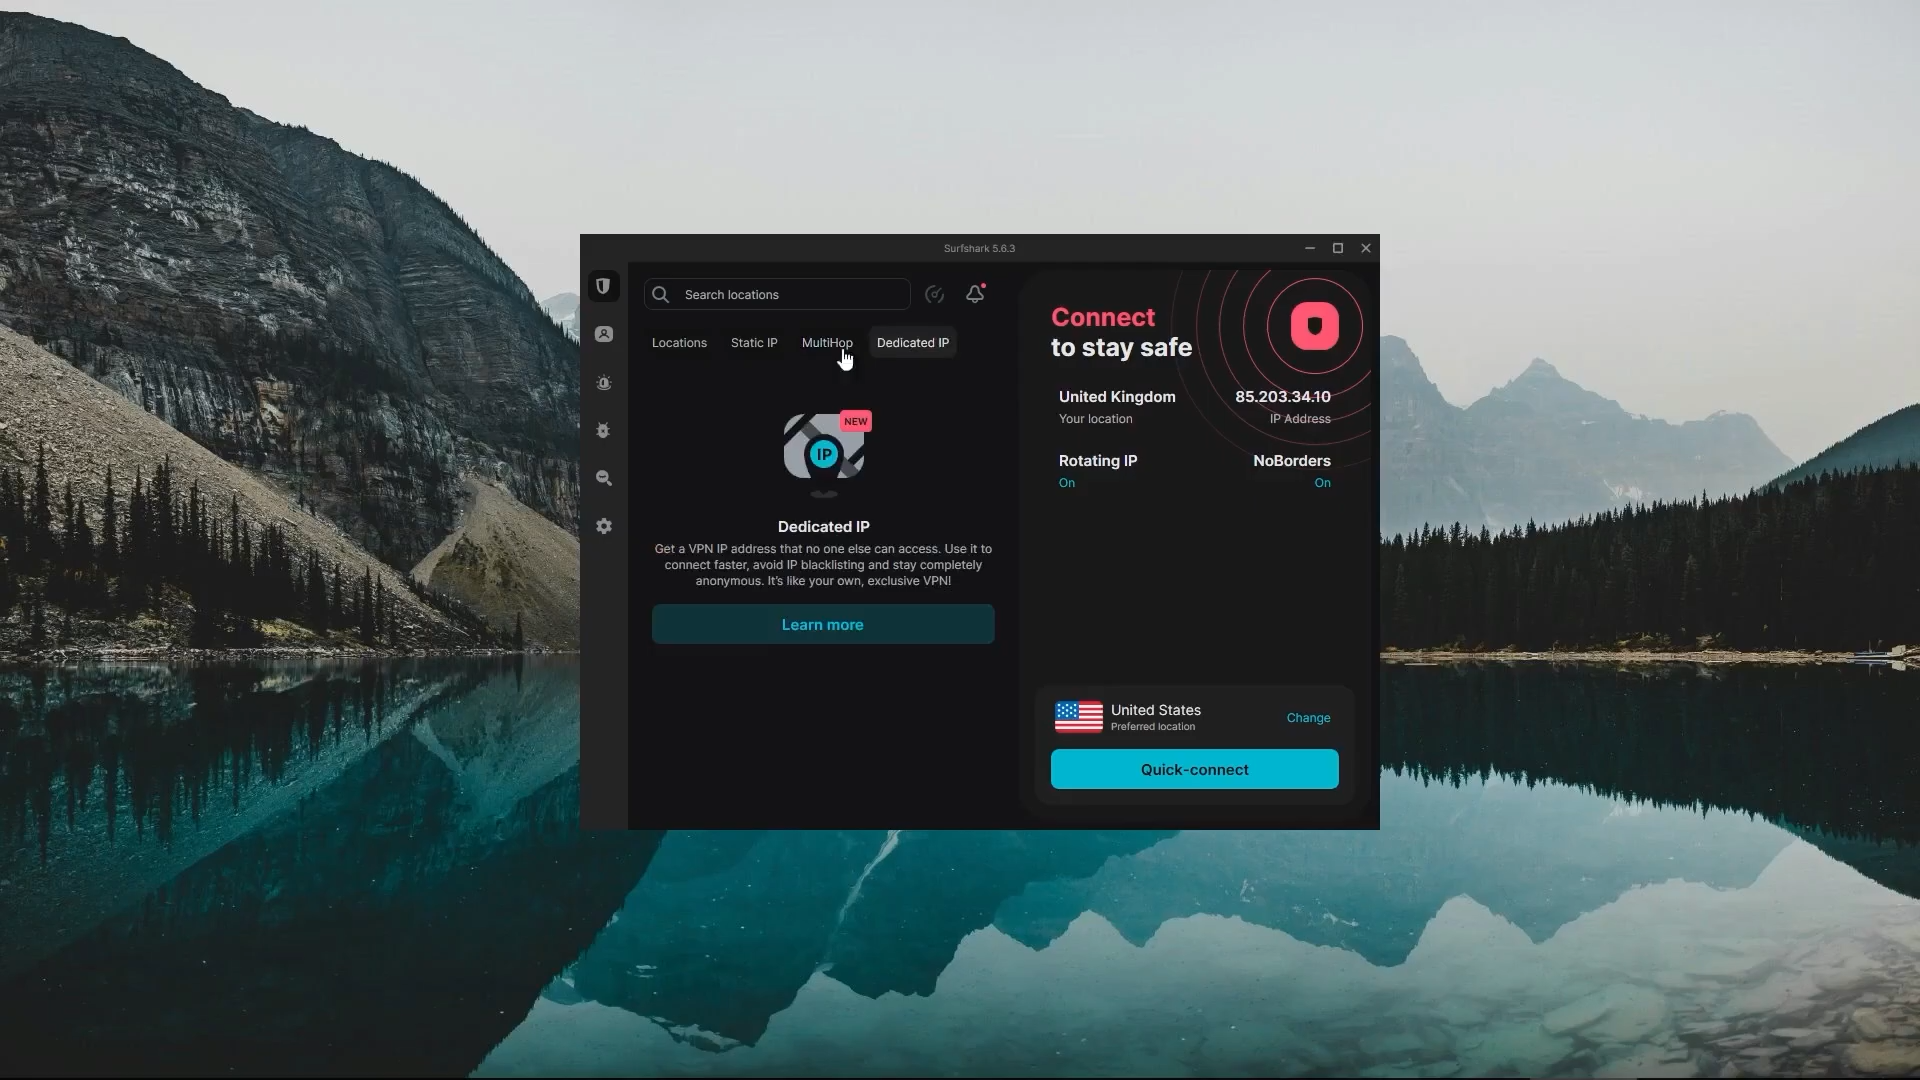 Surfshark 5.6.3
Search locations
Locations
Static IP
MultiHop
Dedicated IP
NEW
IP
Dedicated IP
Get a VPN IP address that no one else can access. Use it to
connect faster, avoid IP blacklisting and stay completely
anonymous. It's like your own, exclusive VPN!
Learn more
Connect
to stay safe
United Kingdom
85.203.34.10
Your location
IP Address
Rotating IP
NoBorders
On
On
United States
Preferred location
Change
Quick-connect